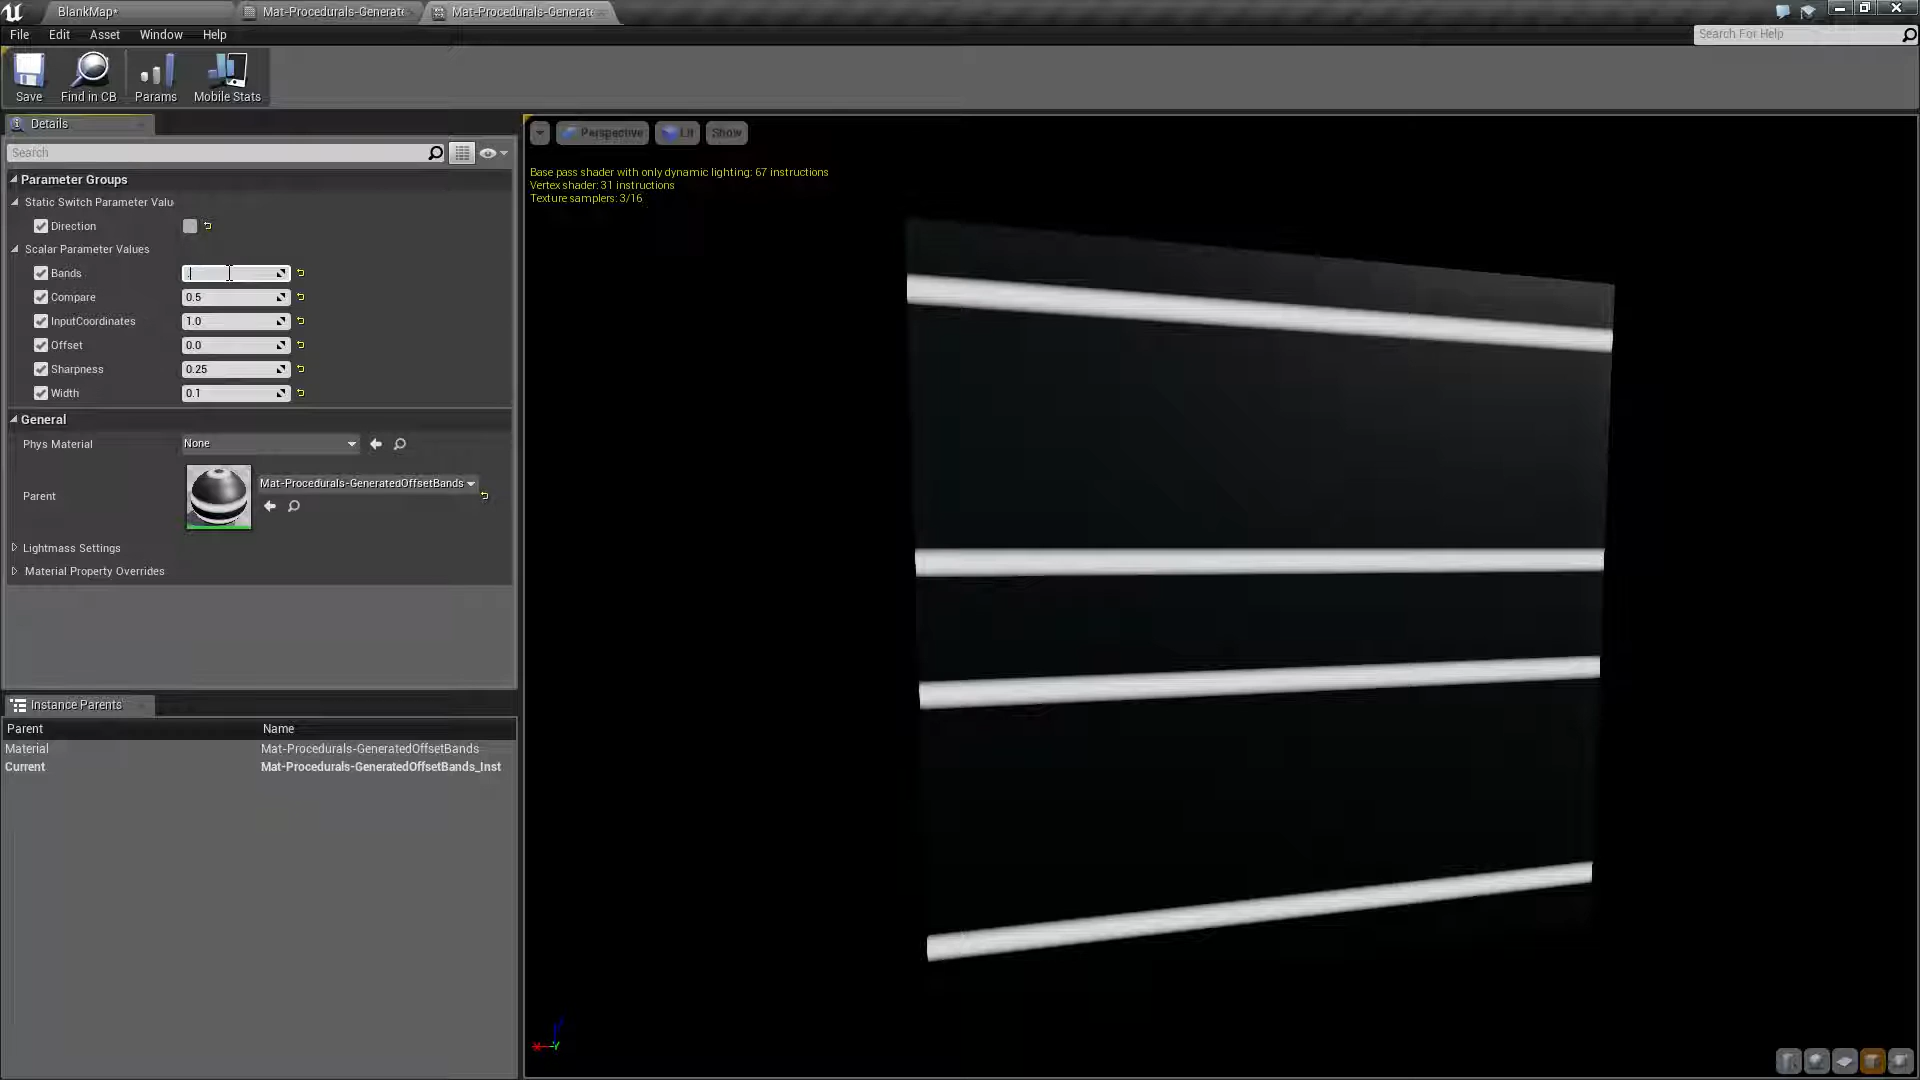 BlankMap*
Mat-Procedurals-Generate
Mat-Procedurals-Generate
File Edit Asset Window Help
Search For Help
Save Find in CB Params Mobile Stats
Details
Search
Perspective Lit Show
Base pass shader with only dynamic lighting: 67 instructions
Vertex shader: 31 instructions
Texture samplers: 3/16
Parameter Groups
Static Switch Parameter Valu
Direction
Scalar Parameter Values
Bands .
Compare 0.5
InputCoordinates 1.0
Offset 0.0
Sharpness 0.25
Width 0.1
General
Phys Material None
Parent Mat-Procedurals-GeneratedOffsetBands
Lightmass Settings
Material Property Overrides
Instance Parents
Parent Name
Material Mat-Procedurals-GeneratedOffsetBands
Current Mat-Procedurals-GeneratedOffsetBands_Inst